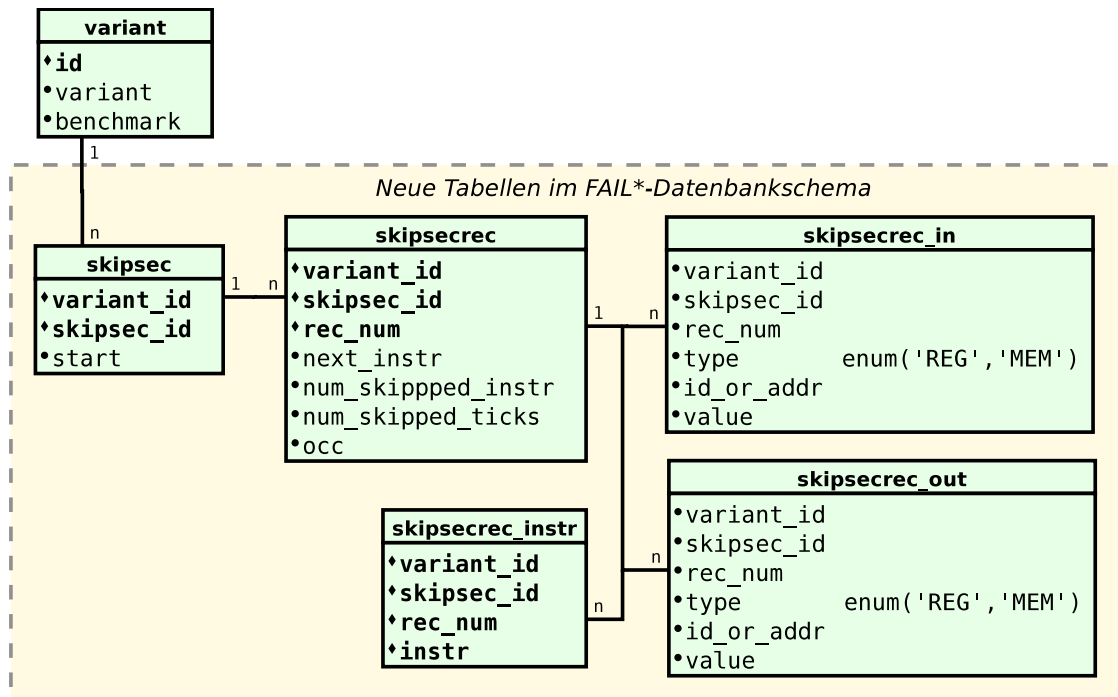 variant
id
variant
benchmark
1
n
Neue Tabellen im FAIL*-Datenbankschema
skipsec
variant_id
skipsec_id
start
1
n
skipsecrec
variant_id
skipsec_id
rec_num
next_instr
num_skippped_instr
num_skipped_ticks
occ
1
n
skipsecrec_in
variant_id
skipsec_id
rec_num
type enum('REG','MEM')
id_or_addr
value
skipsecrec_instr
variant_id
skipsec_id
rec_num
instr
n
n
skipsecrec_out
variant_id
skipsec_id
rec_num
type enum('REG','MEM')
id_or_addr
value